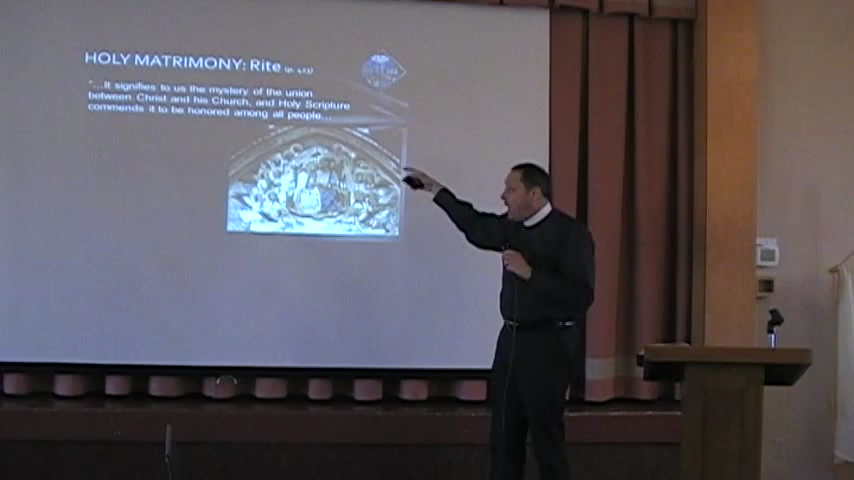 HOLY MATRIMONY: Rite (p. 423)
"...It signifies to us the mystery of the union
between Christ and his Church, and Holy Scripture
commends it to be honored among all people...